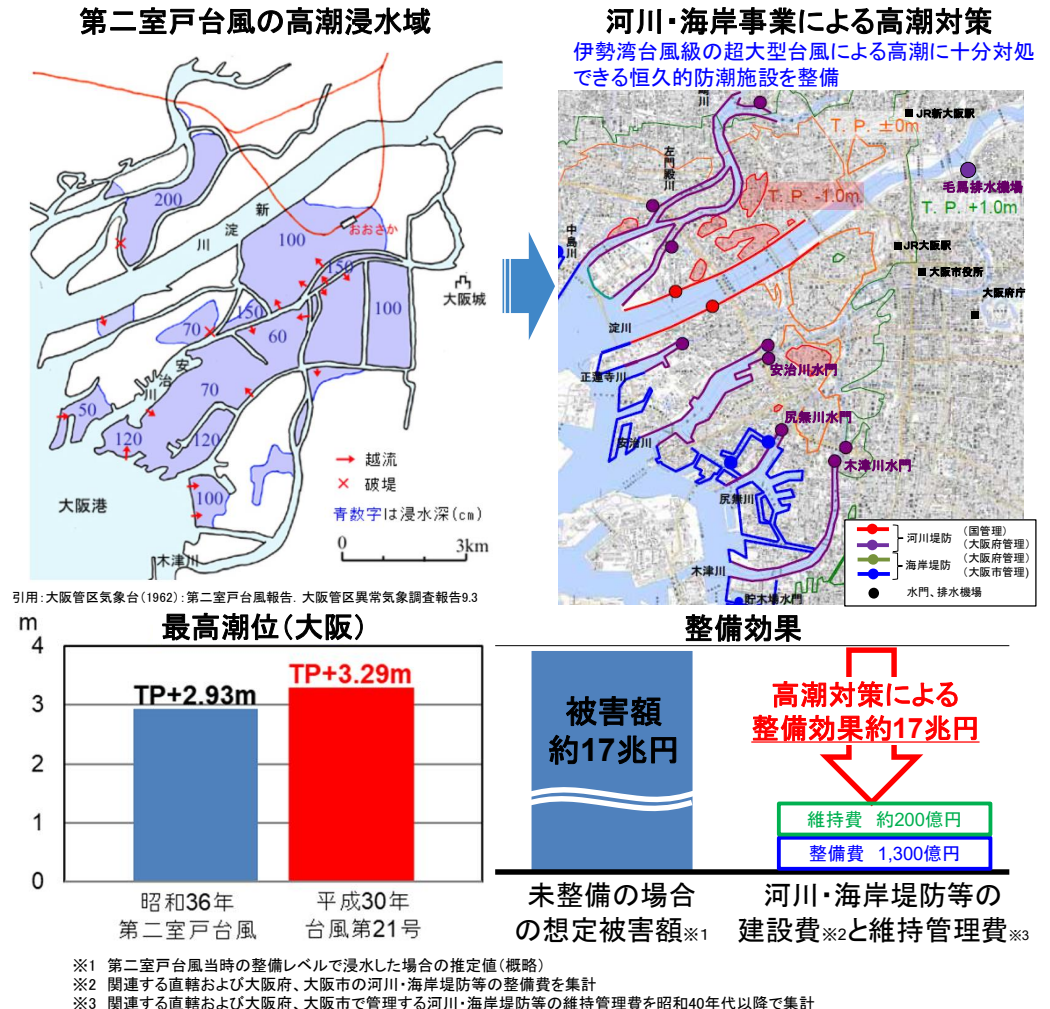 第二室戸台風の高潮浸水域
200
新
淀
川
100
おおさか
150
大阪城
100
150
70
60
安
治
川
70
50
120
120
100
→ 越流
× 破堤
青数字は浸水深(cm)
0 3km
大阪港
木津川
引用:大阪管区気象台(1962):第二室戸台風報告. 大阪管区異常気象調査報告9.3
河川・海岸事業による高潮対策
伊勢湾台風級の超大型台風による高潮に十分対処
できる恒久的防潮施設を整備
T. P. ±0m
JR新大阪駅
左門殿川
毛馬排水機場
T. P. -1.0m
T. P. +1.0m
中島川
JR大阪駅
大阪市役所
大阪府庁
淀川
正蓮寺川
安治川水門
尻無川水門
安治川
木津川水門
尻無川
木津川
貯木場水門
河川堤防 (国管理)
(大阪府管理)
海岸堤防 (大阪府管理)
(大阪市管理)
水門、排水機場
最高潮位(大阪)
m
4
3
2
1
0
TP+2.93m
TP+3.29m
昭和36年
第二室戸台風
平成30年
台風第21号
整備効果
被害額
約17兆円
高潮対策による
整備効果約17兆円
維持費 約200億円
整備費 1,300億円
未整備の場合
の想定被害額※1
河川・海岸堤防等の
建設費※2と維持管理費※3
※1 第二室戸台風当時の整備レベルで浸水した場合の推定値(概略)
※2 関連する直轄および大阪府、大阪市の河川・海岸堤防等の整備費を集計
※3 関連する直轄および大阪府、大阪市で管理する河川・海岸堤防等の維持管理費を昭和40年代以降で集計